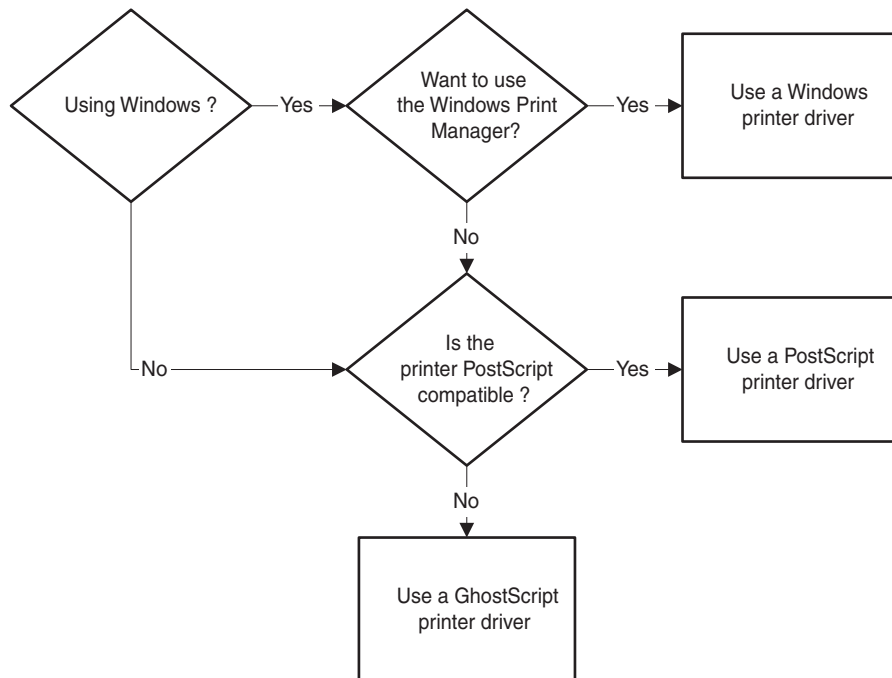 Using Windows ?
Yes
Want to use
the Windows Print
Manager?
Yes
Use a Windows
printer driver
No
No
Is the
printer PostScript
compatible ?
Yes
Use a PostScript
printer driver
No
Use a GhostScript
printer driver